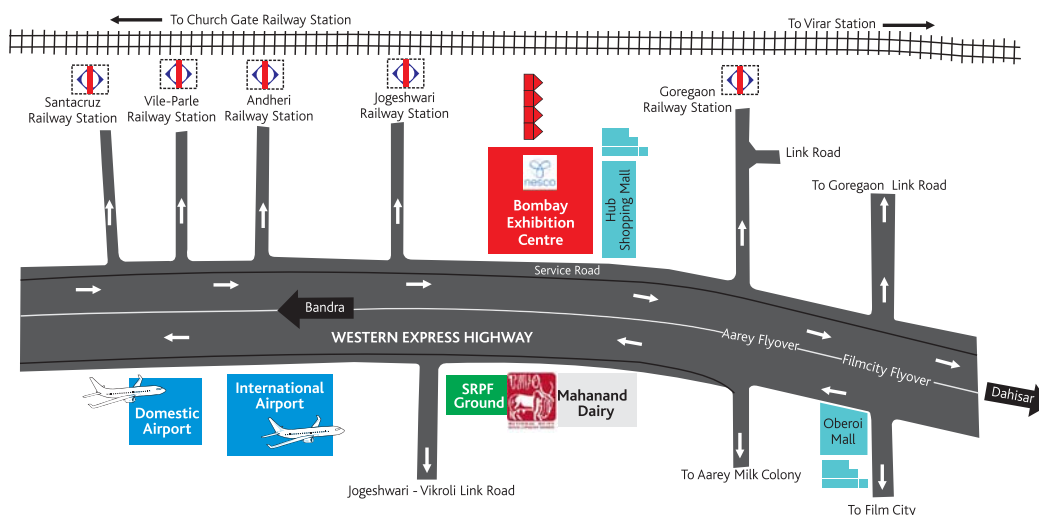 To Church Gate Railway Station
To Virar Station
Santacruz
Railway Station
Vile-Parle
Railway Station
Andheri
Railway Station
Jogeshwari
Railway Station
Goregaon
Railway Station
Link Road
To Goregaon Link Road
nesco
Bombay
Exhibition
Centre
Hub
Shopping Mall
Service Road
Bandra
WESTERN EXPRESS HIGHWAY
Aarey Flyover
Filmcity Flyover
Dahisar
Domestic
Airport
International
Airport
SRPF
Ground
Mahanand
Dairy
Oberoi
Mall
Jogeshwari - Vikroli Link Road
To Aarey Milk Colony
To Film City